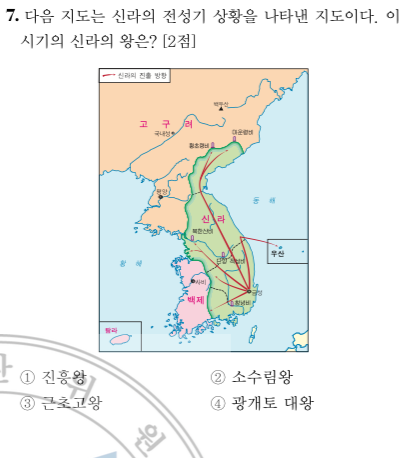 7. 다음 지도는 신라의 전성기 상황을 나타낸 지도이다. 이
시기의 신라의 왕은? [2점]
신라의 진출 방향
백두산
고 구 려
국내성
마운령비
황초령비
평양
동 해
신 라
북한산비
우산
황 해
단양 적성비
사비
금성
백제
창녕비
탐라
① 진흥왕
② 소수림왕
③ 근초고왕
④ 광개토 대왕